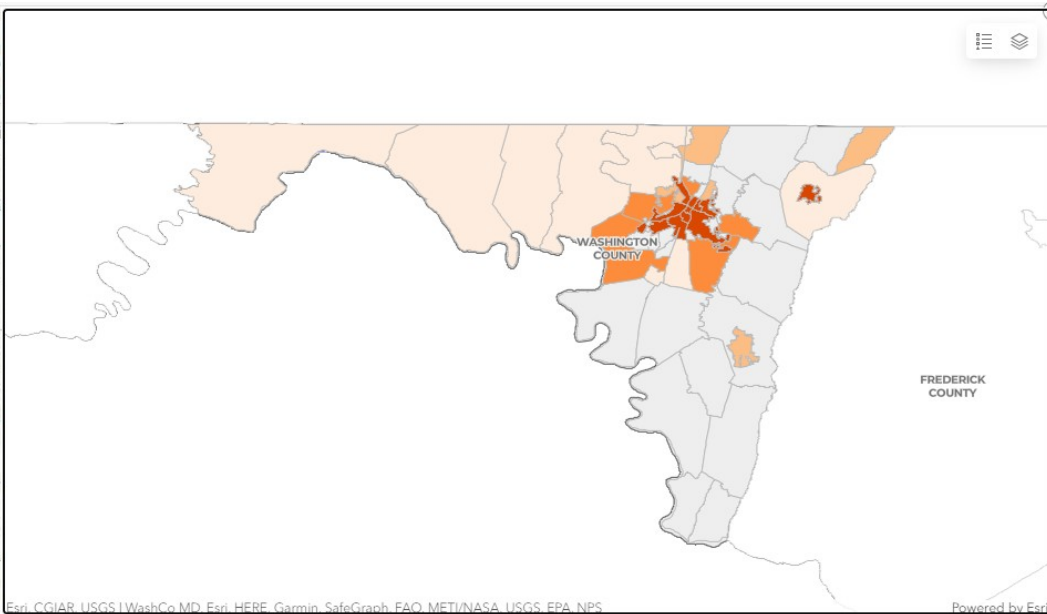 WASHINGTON
COUNTY
FREDERICK
COUNTY
Esri, CGIAR, USGS | WashCo MD, Esri, HERE, Garmin, SafeGraph, FAO, METI/NASA, USGS, EPA, NPS
Powered by Esri